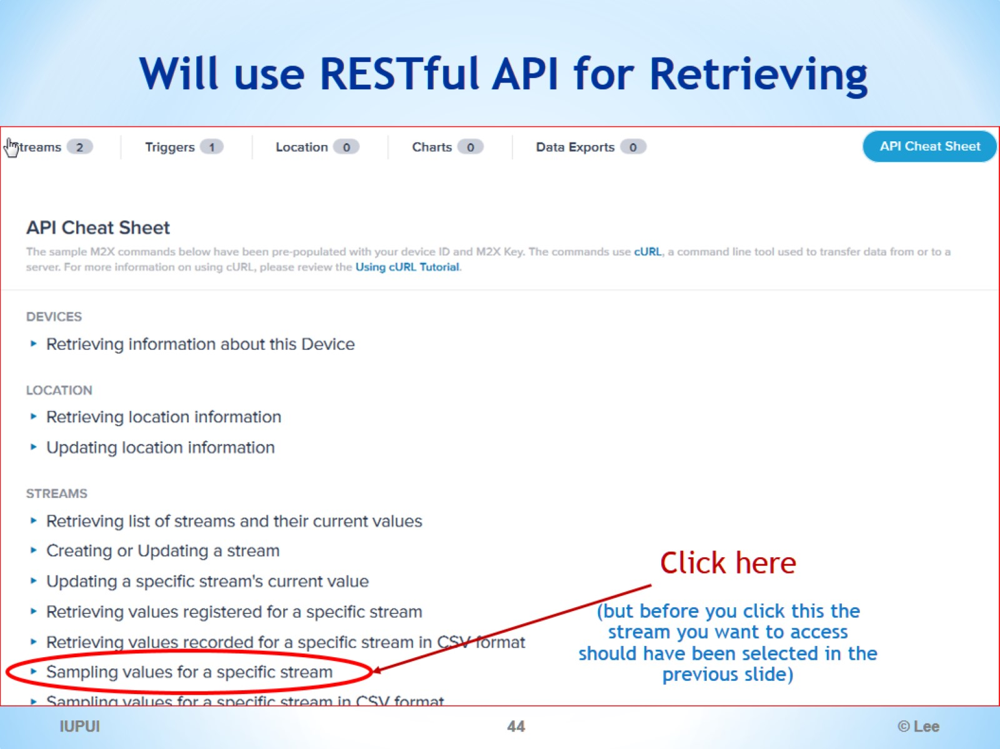 Will use RESTful API for Retrieving
Streams 2 Triggers 1 Location 0 Charts 0 Data Exports 0 API Cheat Sheet
API Cheat Sheet
The sample M2X commands below have been pre-populated with your device ID and M2X Key. The commands use cURL, a command line tool used to transfer data from or to a
server. For more information on using cURL, please review the Using cURL Tutorial.
DEVICES
Retrieving information about this Device
LOCATION
Retrieving location information
Updating location information
STREAMS
Retrieving list of streams and their current values
Creating or Updating a stream
Updating a specific stream's current value
Retrieving values registered for a specific stream
Retrieving values recorded for a specific stream in CSV format
Sampling values for a specific stream
Sampling values for a specific stream in CSV format
Click here
(but before you click this the
stream you want to access
should have been selected in the
previous slide)
IUPUI 44 © Lee